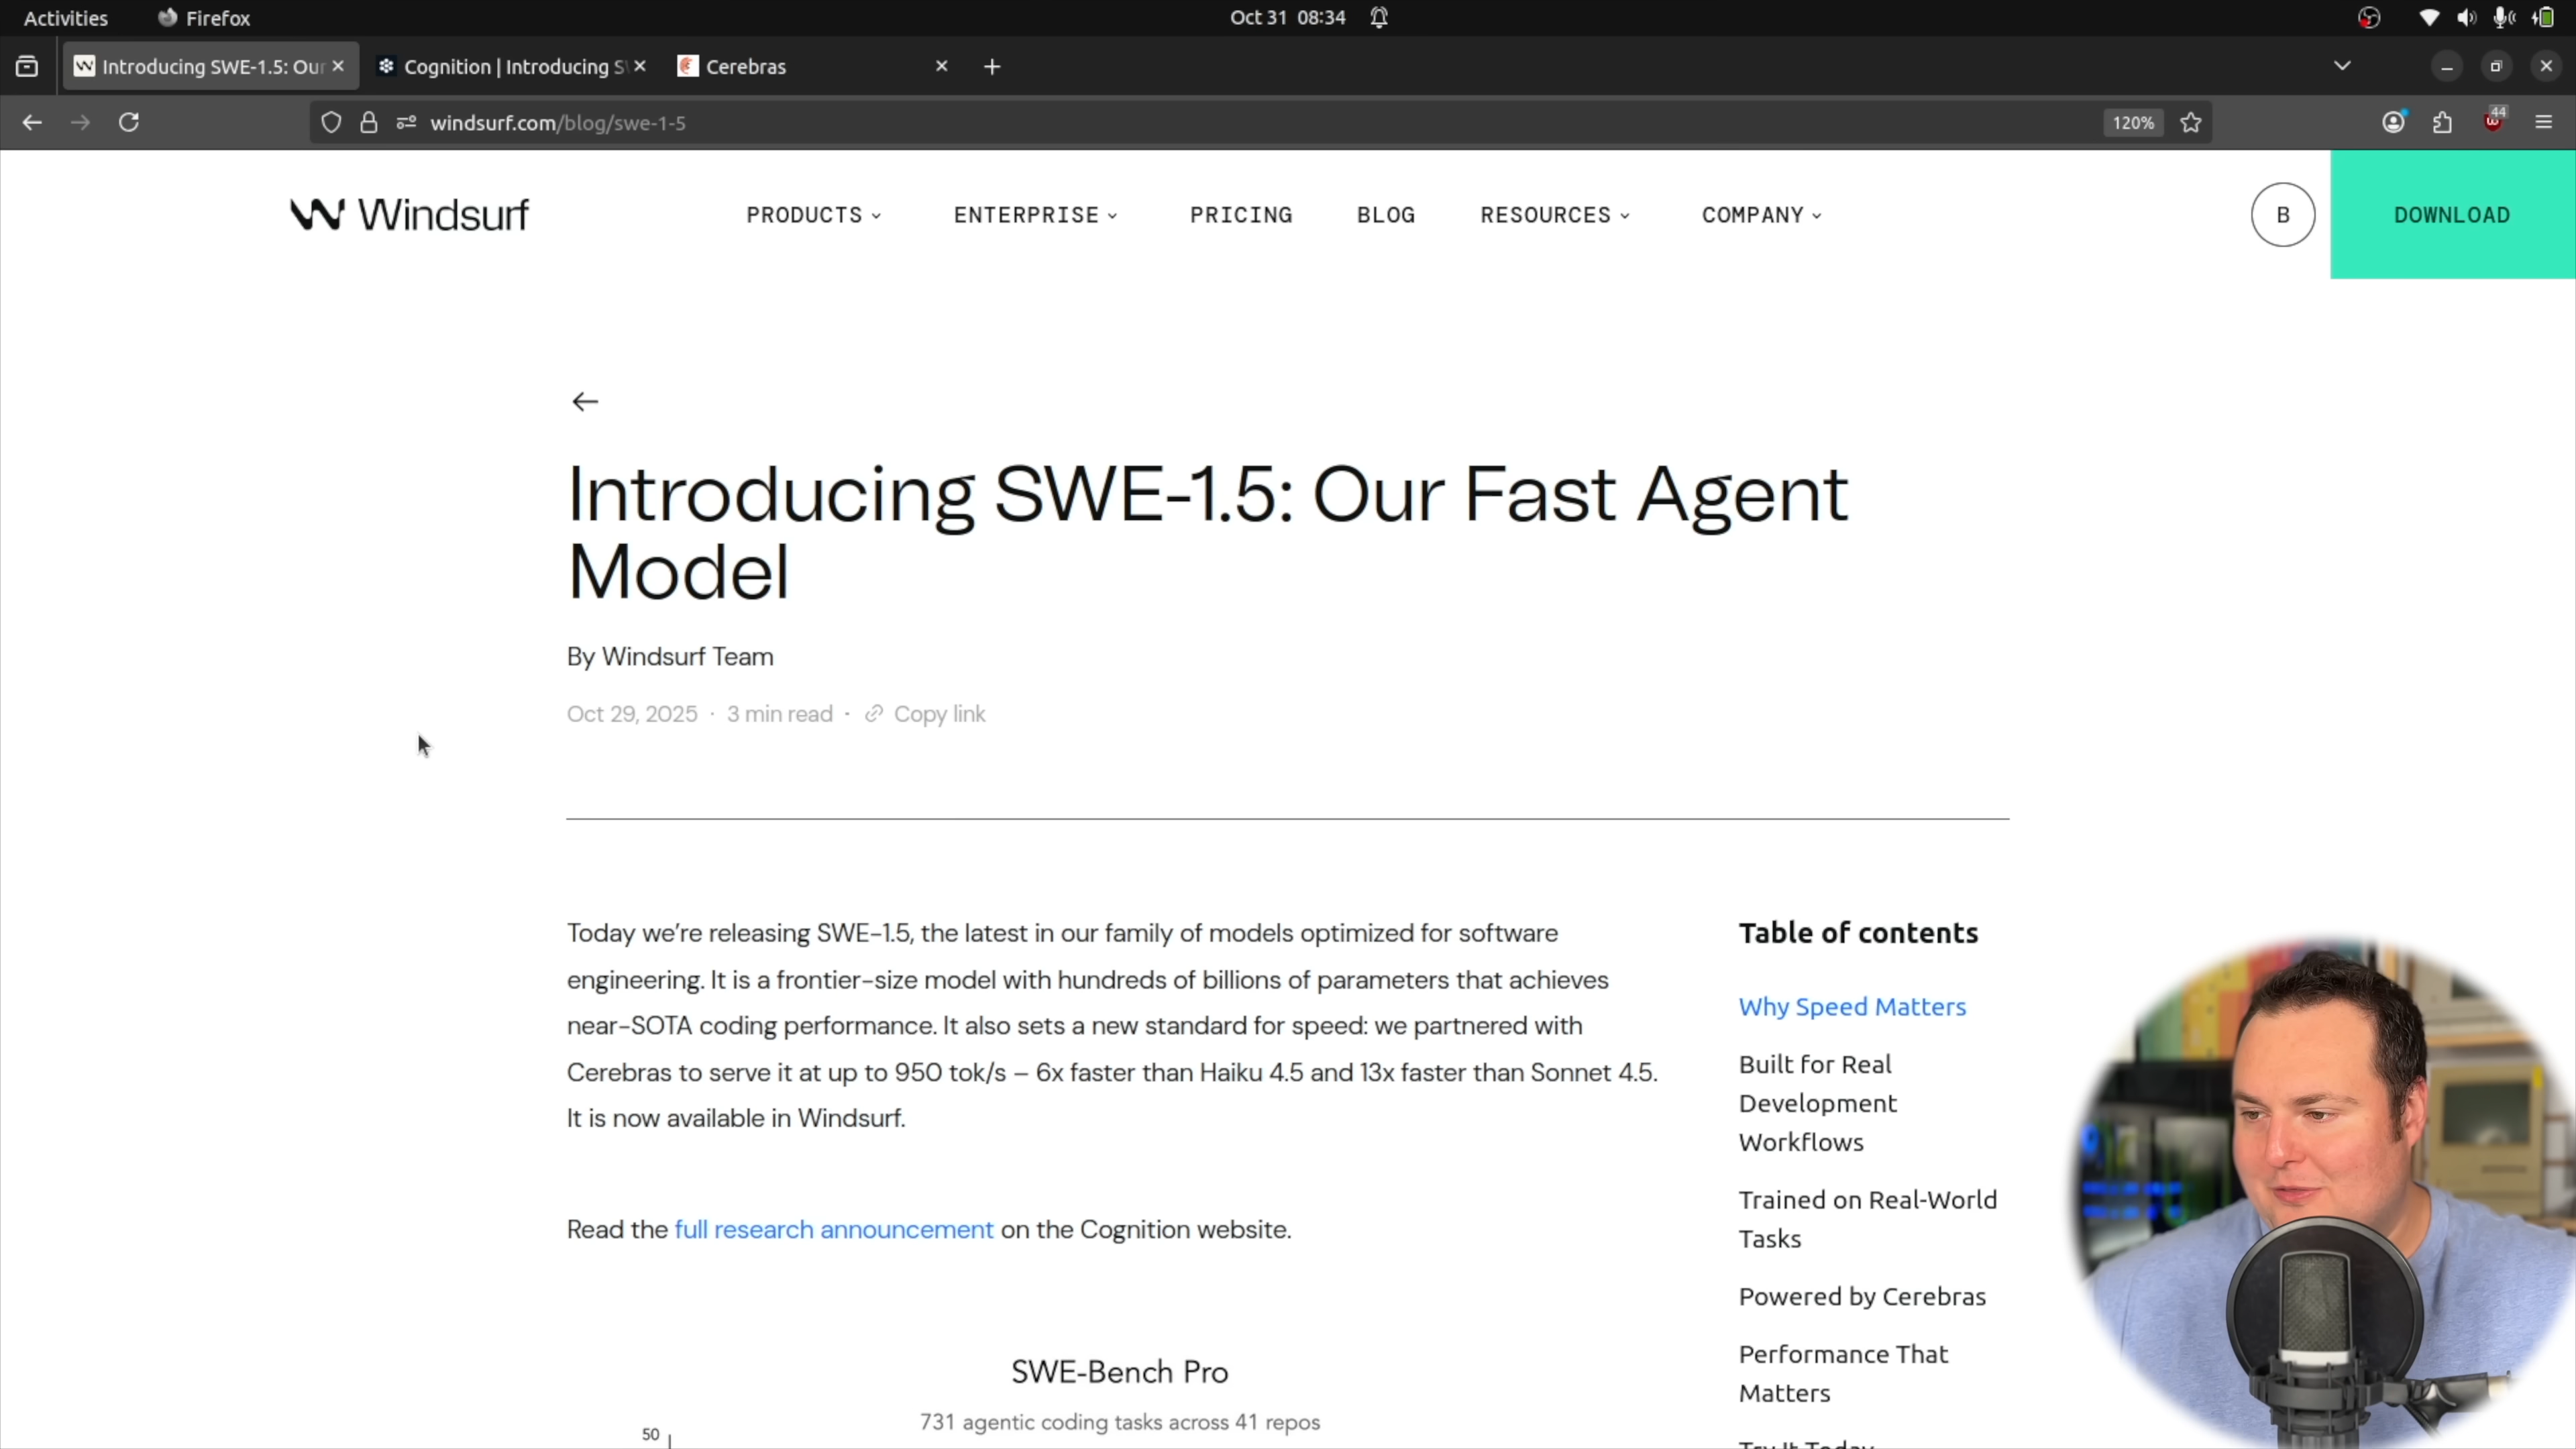 Activities
Firefox
Oct 31 08:34
Introducing SWE-1.5: Our
Cognition | Introducing S
Cerebras
windsurf.com/blog/swe-1-5
120%
44
Windsurf
PRODUCTS
ENTERPRISE
PRICING
BLOG
RESOURCES
COMPANY
B
DOWNLOAD
Introducing SWE-1.5: Our Fast Agent
Model
By Windsurf Team
Oct 29, 2025 · 3 min read · Copy link
Today we're releasing SWE-1.5, the latest in our family of models optimized for software
engineering. It is a frontier-size model with hundreds of billions of parameters that achieves
near-SOTA coding performance. It also sets a new standard for speed: we partnered with
Cerebras to serve it at up to 950 tok/s – 6x faster than Haiku 4.5 and 13x faster than Sonnet 4.5.
It is now available in Windsurf.
Read the full research announcement on the Cognition website.
SWE-Bench Pro
731 agentic coding tasks across 41 repos
50
Table of contents
Why Speed Matters
Built for Real
Development
Workflows
Trained on Real-World
Tasks
Powered by Cerebras
Performance That
Matters
Try It Today